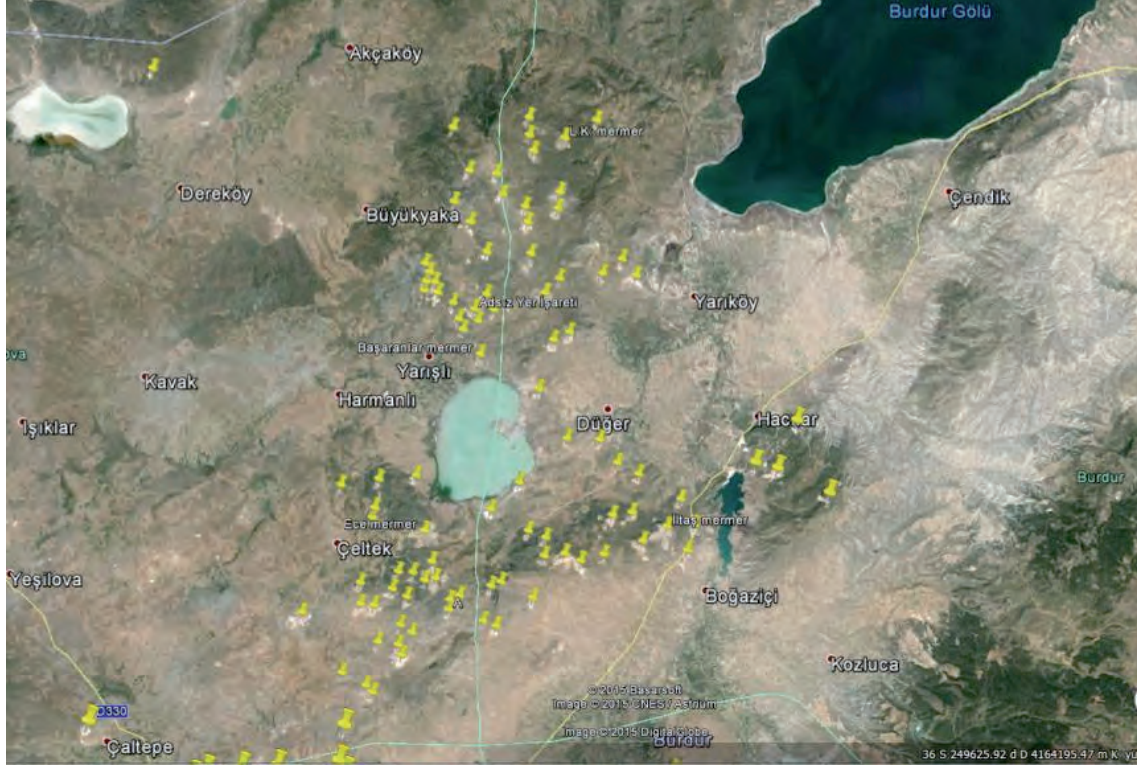 Burdur Gölü
Akçaköy
L.K. mermer
Dereköy
Çendik
Büyükyaka
Adsız Yer İşareti
Yarıköy
Başaranlar mermer
Yarışlı
ova
Kavak
Harmanlı
Işıklar
Düğer
Hacılar
Burdur
Ece mermer
İltaş mermer
Çeltek
Yeşilova
Boğaziçi
A
Kozluca
© 2015 Basarsoft
Image © 2015 CNES / Astrium
D330
Image © 2015 DigitalGlobe
Burdur
Çaltepe
36 S 249625.92 d D 4164195.47 m K yu